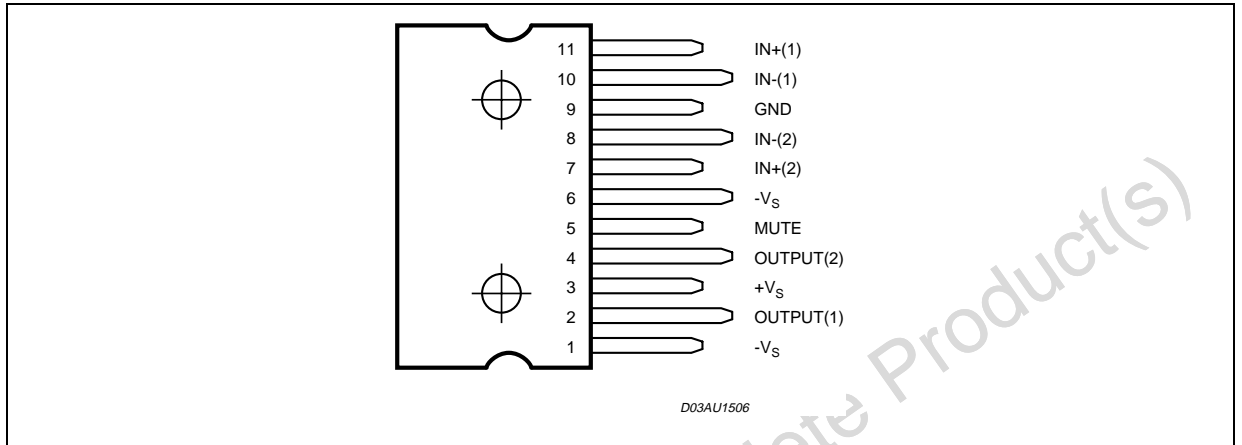 11 IN+(1)
10 IN-(1)
9 GND
8 IN-(2)
7 IN+(2)
6 -VS
5 MUTE
4 OUTPUT(2)
3 +VS
2 OUTPUT(1)
1 -VS
D03AU1506
Product(s)